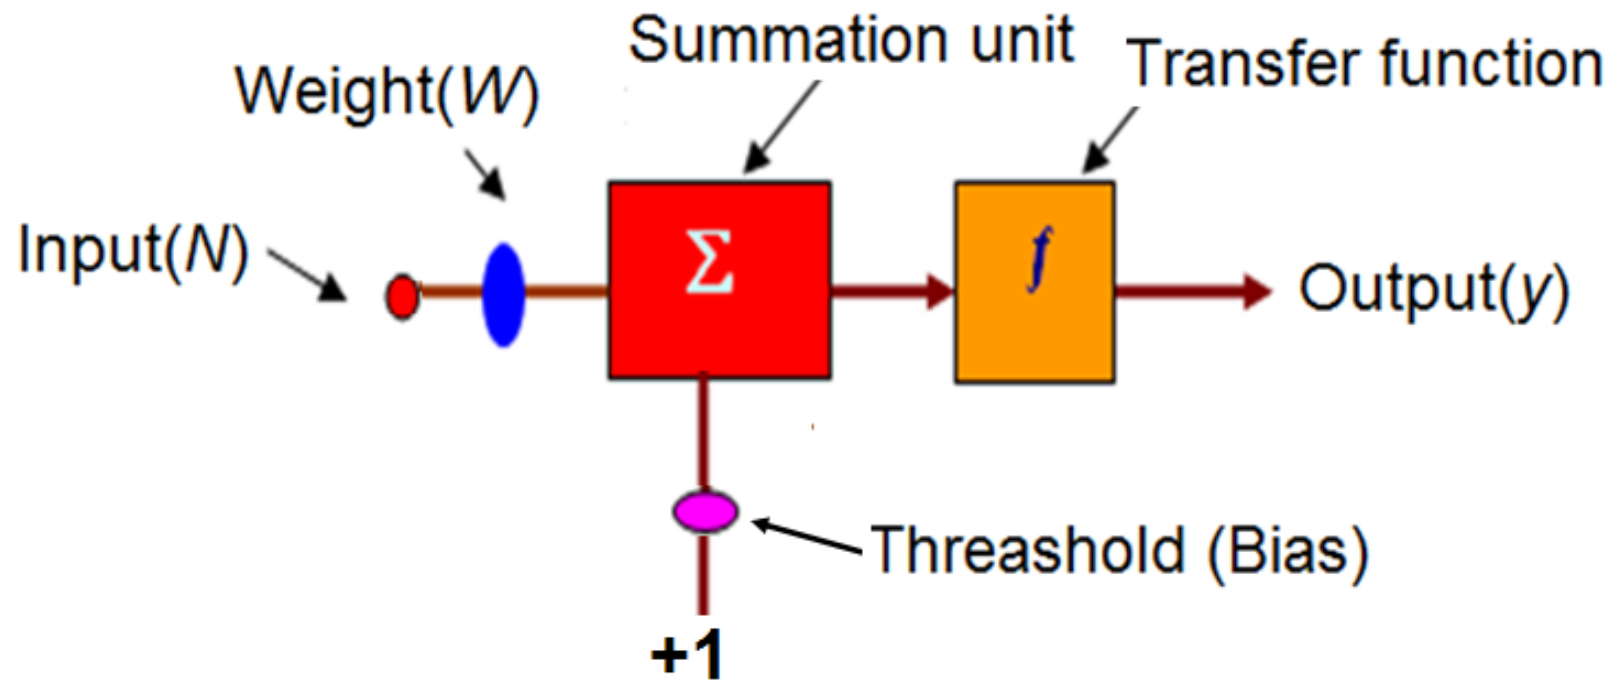 Summation unit
Transfer function
Weight(W)
Input(N)
Σ
f
Output(y)
Threashold (Bias)
+1